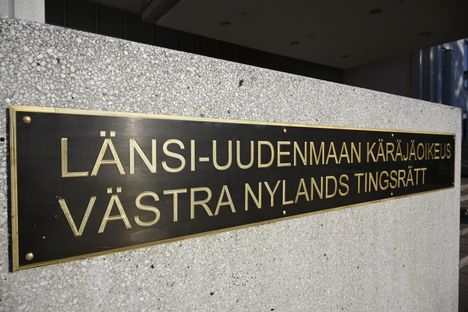 LÄNSI-UUDENMAAN KÄRÄJÄOIKEUS
VÄSTRA NYLANDS TINGSRÄTT